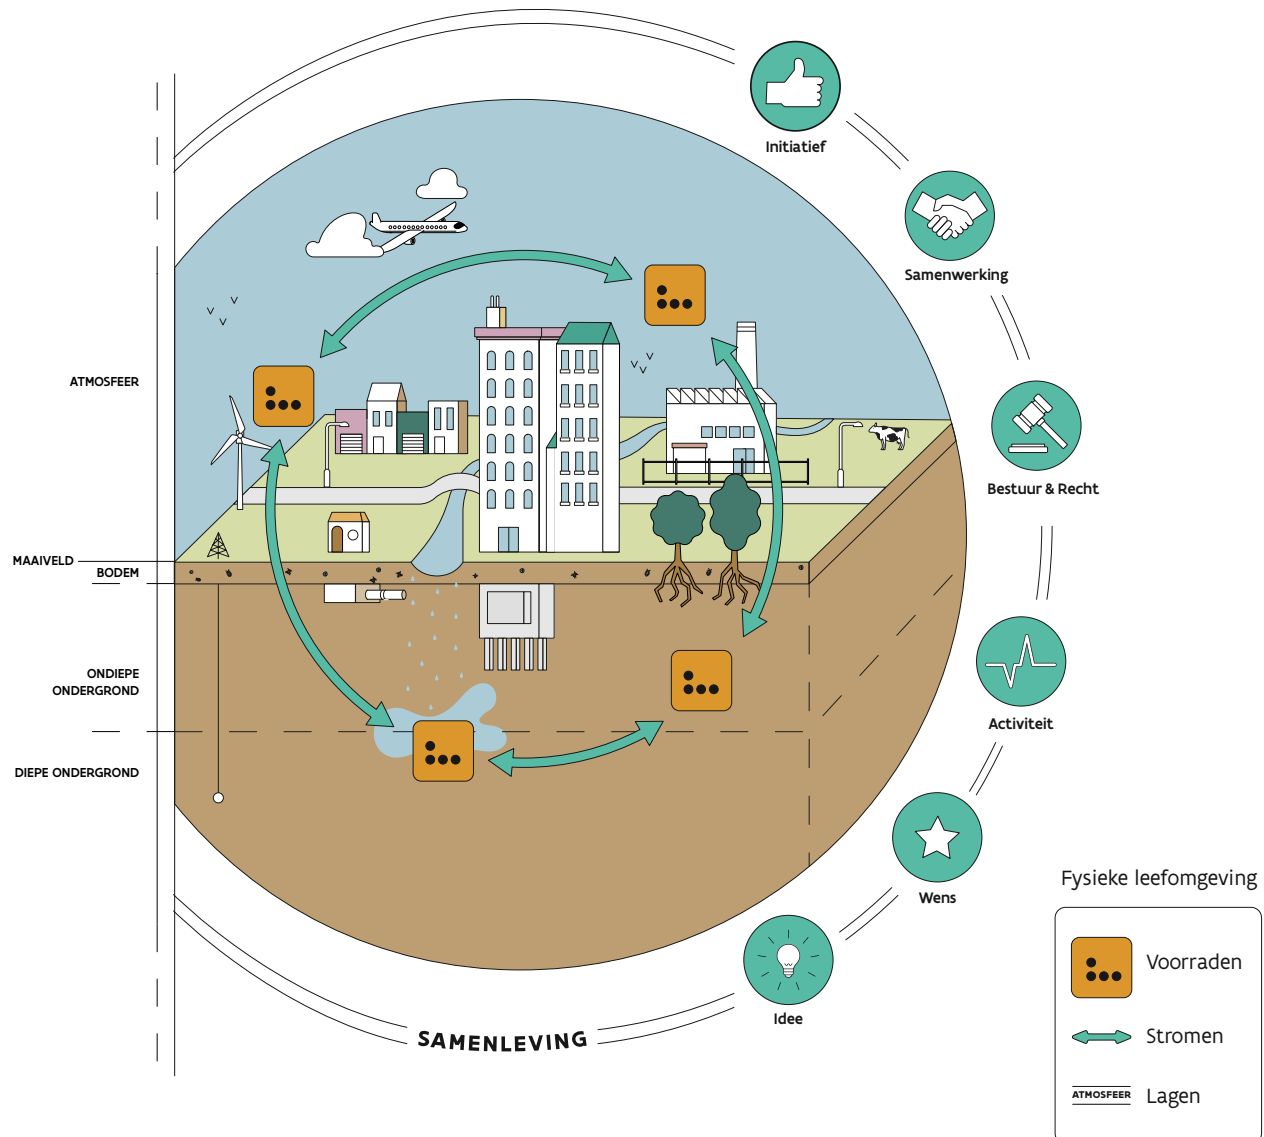 Initiatief
Samenwerking
ATMOSFEER
Bestuur & Recht
MAAIVELD
BODEM
ONDIEPE
ONDERGROND
Activiteit
DIEPE ONDERGROND
Wens
Idee
SAMENLEVING
Fysieke leefomgeving
Voorraden
Stromen
ATMOSFEER Lagen